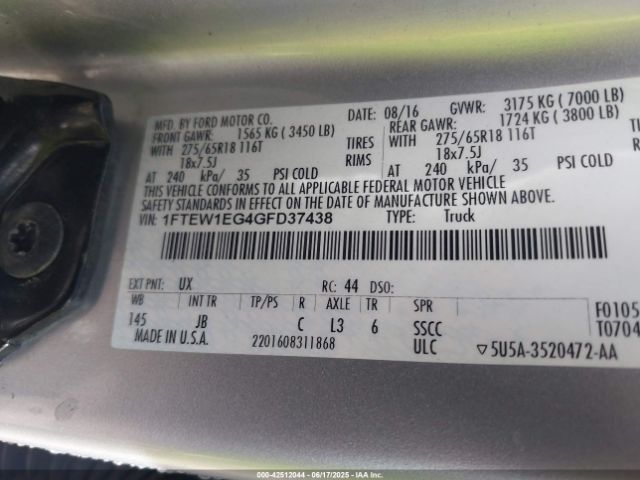 MFD. BY FORD MOTOR CO. DATE: 08/16 GVWR: 3175 KG ( 7000 LB)
FRONT GAWR: 1565 KG ( 3450 LB) REAR GAWR: 1724 KG ( 3800 LB)
275/65R18 116T TIRES 275/65R18 116T
18x7.5J RIMS 18x7.5J
AT 240 kPa/ 35 PSI COLD AT 240 kPa/ 35 PSI COLD
THIS VEHICLE CONFORMS TO ALL APPLICABLE FEDERAL MOTOR VEHICLE
SAFETY STANDARDS IN EFFECT ON THE DATE OF MANUFACTURE SHOWN ABOVE.
VIN: 1FTEW1EG4GFD37438 TYPE: Truck
EXT PNT: UX RC: 44 DSO:
WB INT TR TP/PS R AXLE TR SPR F0105
145 JB C L3 6 SSCC T0704
MADE IN U.S.A. 2201608311868 ULC ▽5U5A-3520472-AA
000-42512044 - 06/17/2025 - IAAI.COM